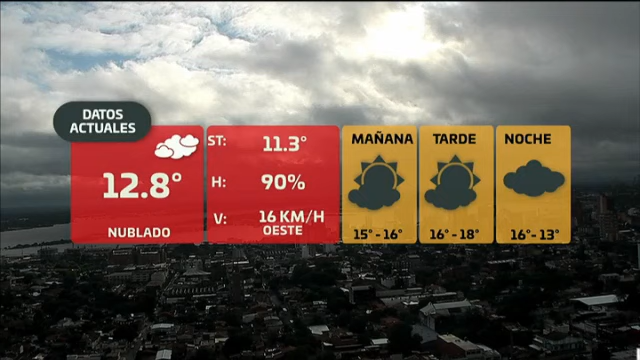 DATOS
ACTUALES
12.8°
NUBLADO
ST: 11.3°
H: 90%
V: 16 KM/H
OESTE
MAÑANA
15° - 16°
TARDE
16° - 18°
NOCHE
16° - 13°